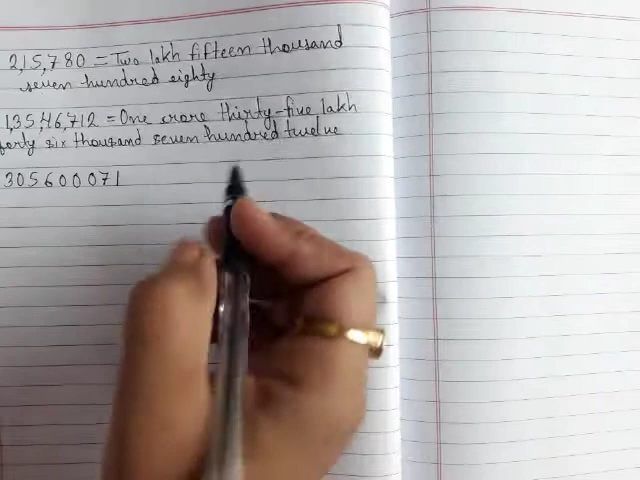 2,15,780 = Two lakh fifteen thousand
seven hundred eighty
1,35,46,712 = One crore thirty-five lakh
forty six thousand seven hundred twelve
305600071